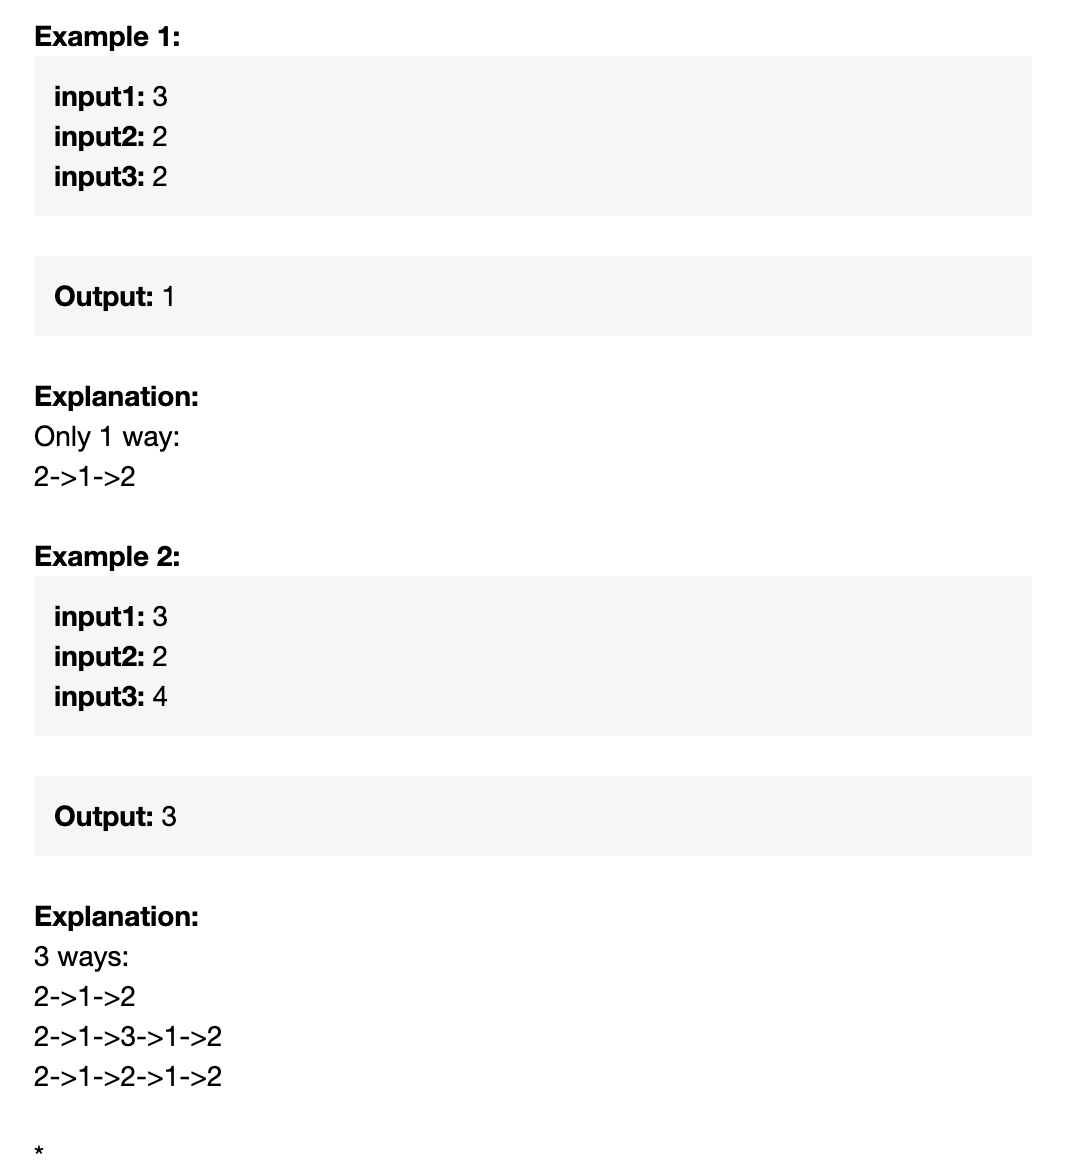 Example 1:
input1: 3
input2: 2
input3: 2
Output: 1
Explanation:
Only 1 way:
2->1->2
Example 2:
input1: 3
input2: 2
input3: 4
Output: 3
Explanation:
3 ways:
2->1->2
2->1->3->1->2
2->1->2->1->2
*